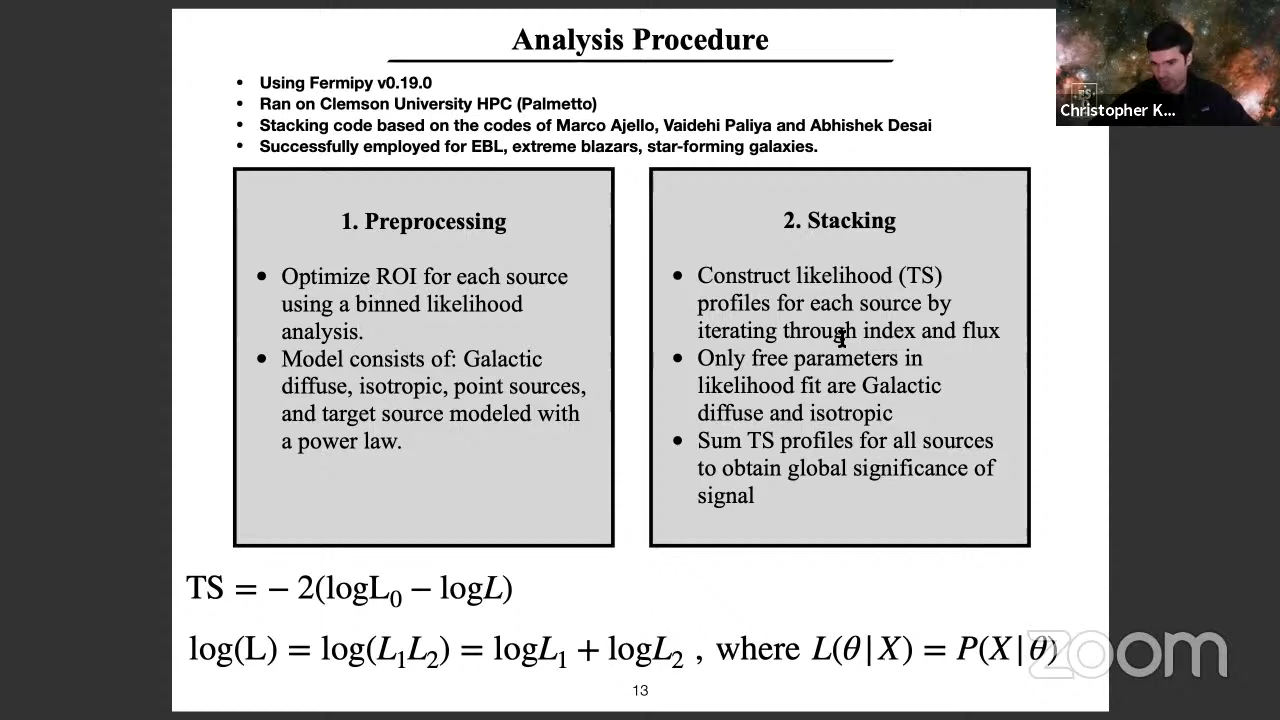 Analysis Procedure
Christopher K...
• Using Fermipy v0.19.0
• Ran on Clemson University HPC (Palmetto)
• Stacking code based on the codes of Marco Ajello, Vaidehi Paliya and Abhishek Desai
• Successfully employed for EBL, extreme blazars, star-forming galaxies.
1. Preprocessing
• Optimize ROI for each source
using a binned likelihood
analysis.
• Model consists of: Galactic
diffuse, isotropic, point sources,
and target source modeled with
a power law.
2. Stacking
• Construct likelihood (TS)
profiles for each source by
iterating through index and flux
• Only free parameters in
likelihood fit are Galactic
diffuse and isotropic
• Sum TS profiles for all sources
to obtain global significance of
signal
TS = − 2(logL₀ − logL)
log(L) = log(L₁L₂) = logL₁ + logL₂ , where L(θ|X) = P(X|θ)
zoom
13